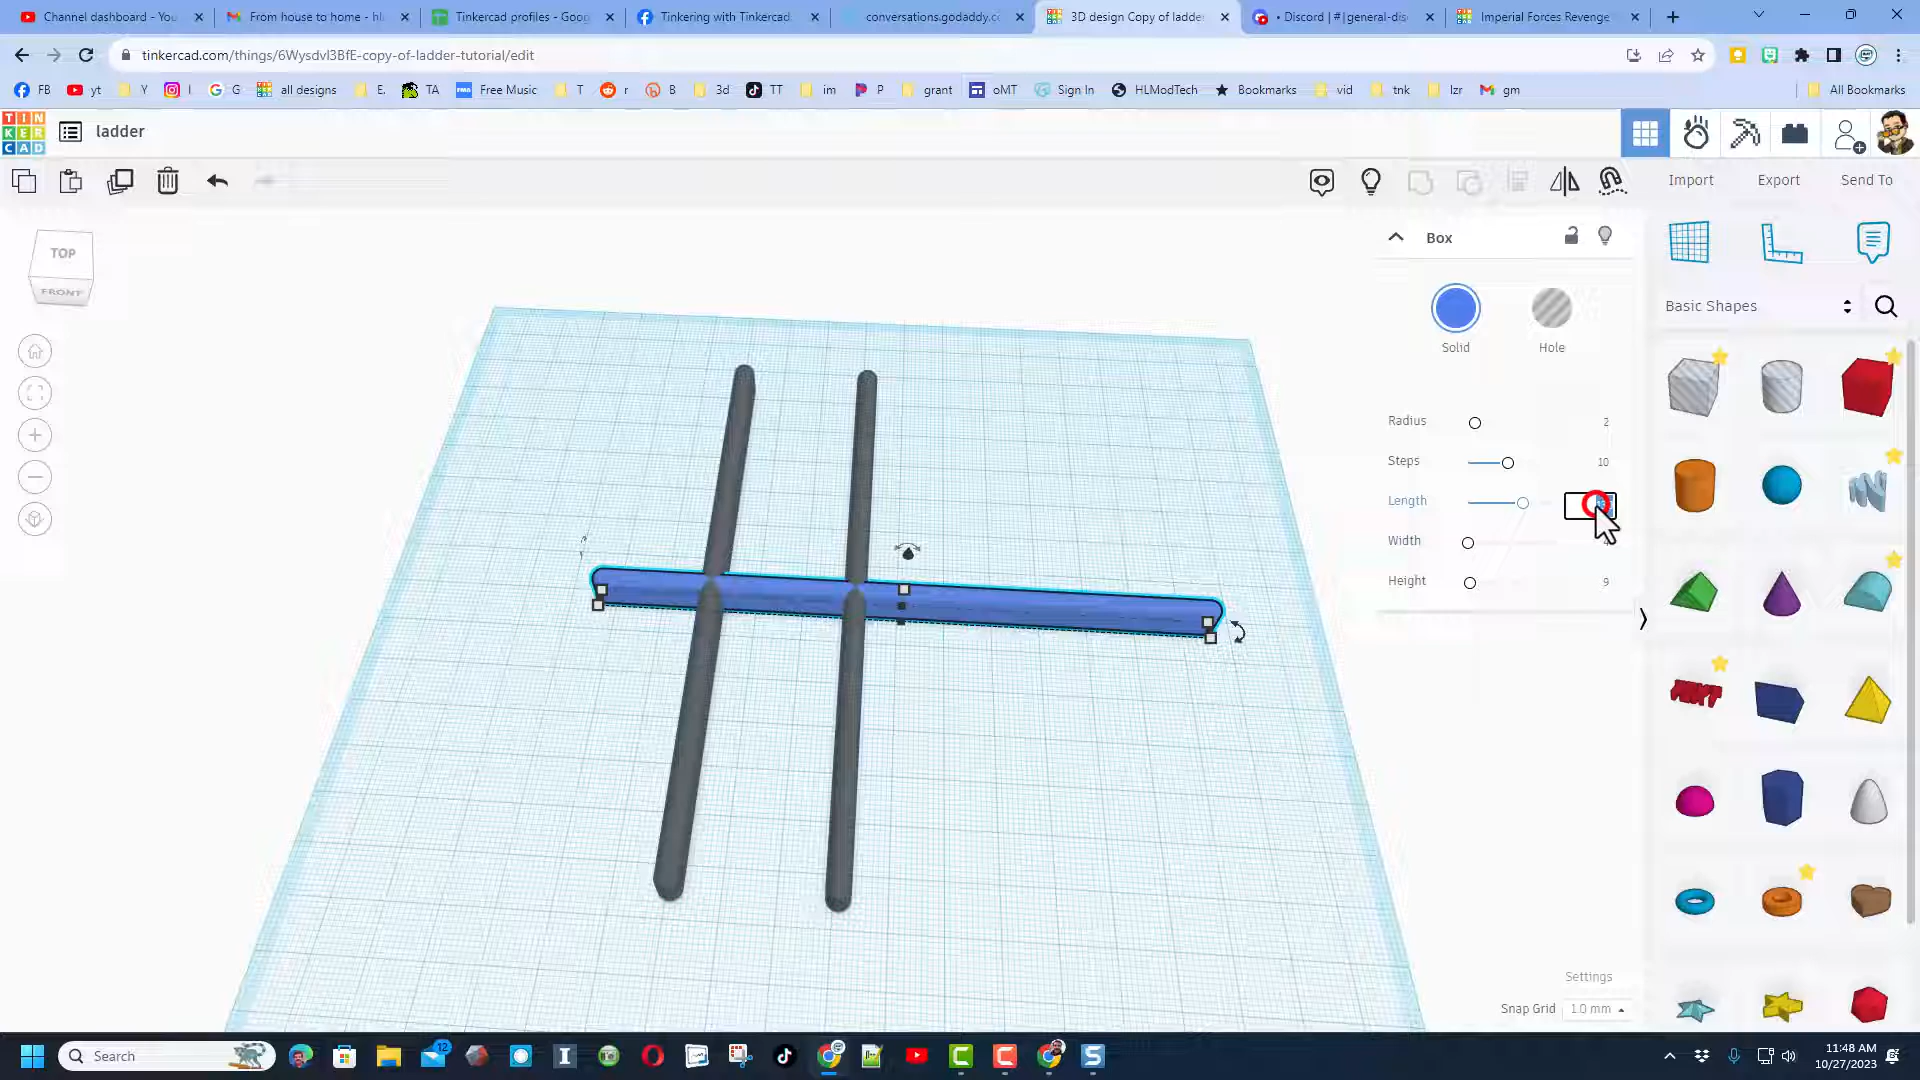 Channel dashboard - You
From house to home - hl
Tinkercad profiles - Goog
Tinkering with Tinkercad.
conversations.godaddy.cc
3D design Copy of ladder
• Discord | #|general-dis
Imperial Forces Revenge
tinkercad.com/things/6Wysdvl3BfE-copy-of-ladder-tutorial/edit
FB yt Y I G all designs E. TA Free Music T r B 3d TT im P grant oMT Sign In HLModTech Bookmarks vid tnk lzr gm All Bookmarks
TIN KER CAD
ladder
Import Export Send To
TOP
FRONT
Box
Solid Hole
Basic Shapes
Radius 2
Steps 10
Length
Width
Height 9
Settings
Snap Grid 1.0 mm
Search
12
11:48 AM
10/27/2023